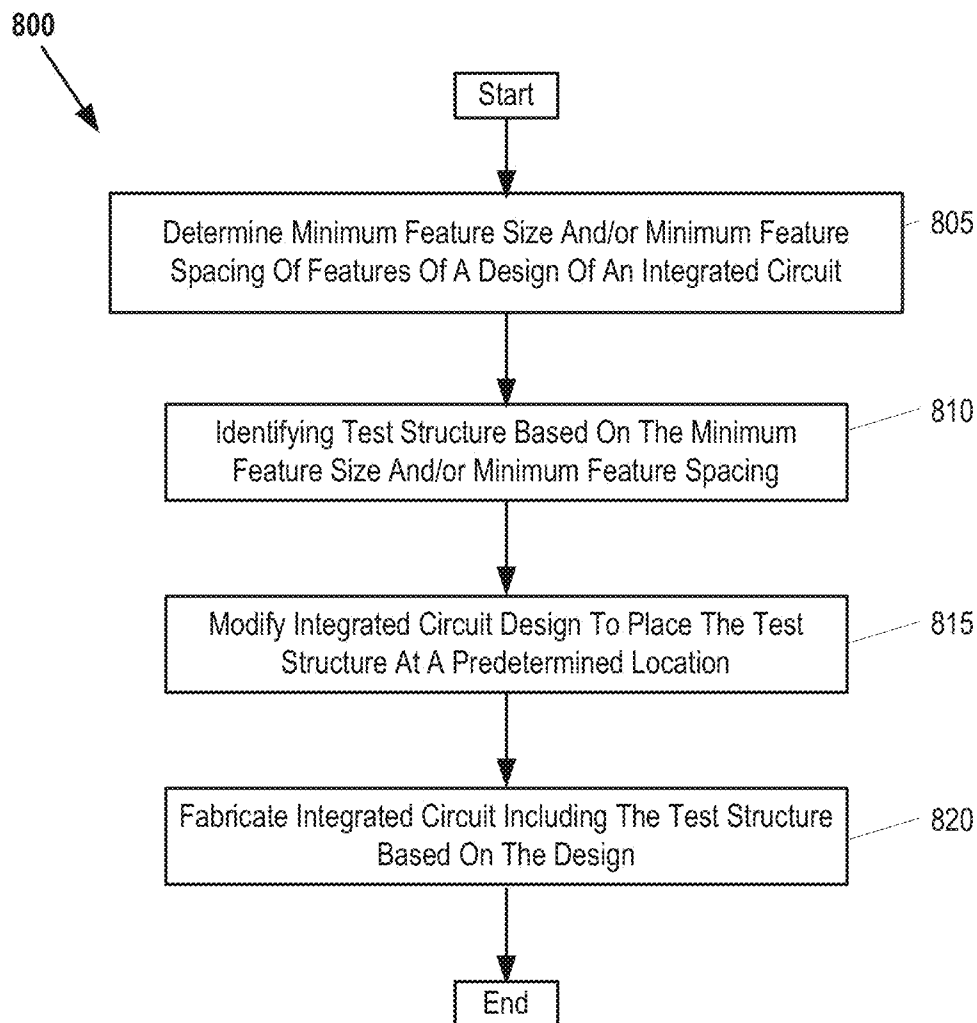 800
Start
Determine Minimum Feature Size And/or Minimum Feature
Spacing Of Features Of A Design Of An Integrated Circuit
805
Identifying Test Structure Based On The Minimum
Feature Size And/or Minimum Feature Spacing
810
Modify Integrated Circuit Design To Place The Test
Structure At A Predetermined Location
815
Fabricate Integrated Circuit Including The Test Structure
Based On The Design
820
End